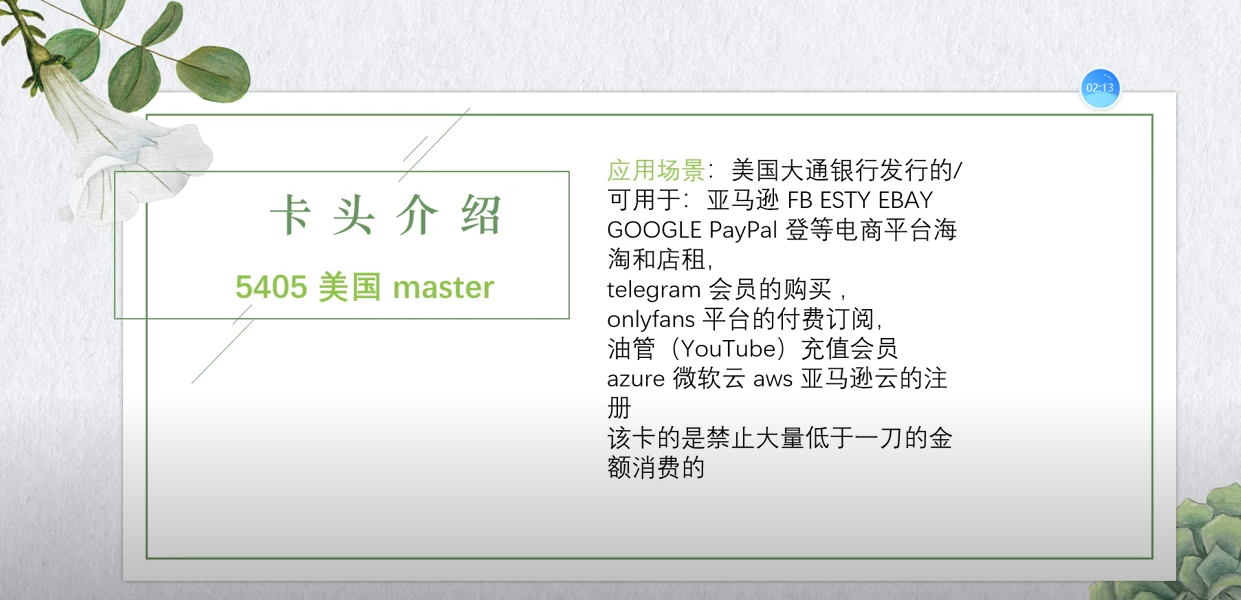 02:13
卡头介绍
5405 美国 master
应用场景：美国大通银行发行的/
可用于：亚马逊 FB ESTY EBAY
GOOGLE PayPal 登等电商平台海
淘和店租，
telegram 会员的购买 ，
onlyfans 平台的付费订阅，
油管（YouTube）充值会员
azure 微软云 aws 亚马逊云的注
册
该卡的是禁止大量低于一刀的金
额消费的